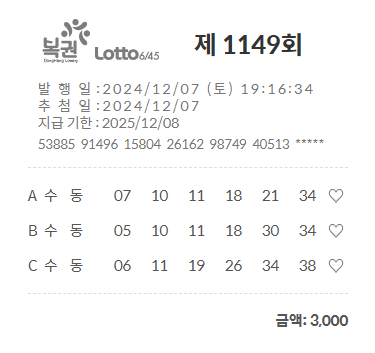 복권 Lotto6/45 제 1149회
DongHang Lottery
발 행 일 : 2024/12/07 (토) 19:16:34
추 첨 일 : 2024/12/07
지급 기한 : 2025/12/08
53885 91496 15804 26162 98749 40513 *****
A 수 동 07 10 11 18 21 34 ♡
B 수 동 05 10 11 18 30 34 ♡
C 수 동 06 11 19 26 34 38 ♡
금액: 3,000